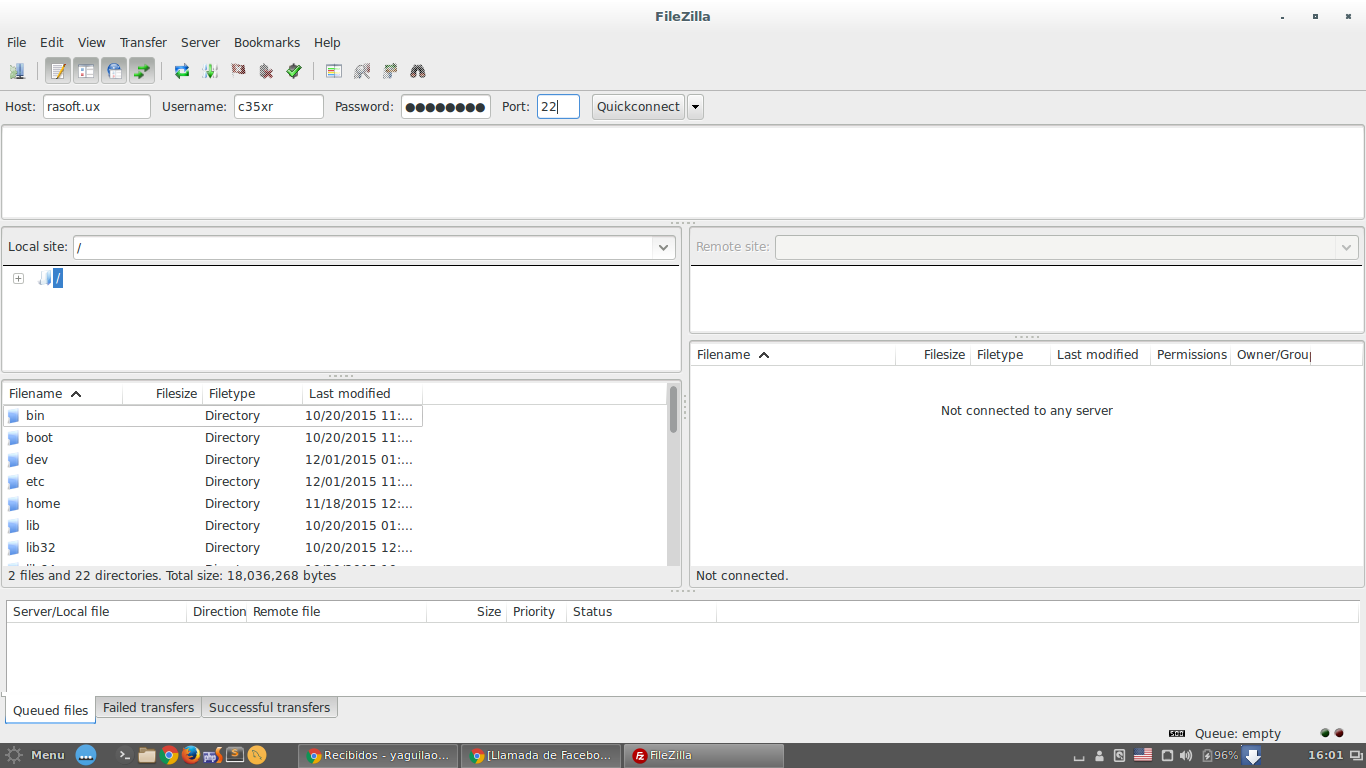 FileZilla
File Edit View Transfer Server Bookmarks Help
Host: rasoft.ux Username: c35xr Password: ●●●●●●●● Port: 22 Quickconnect
Local site: /
/
Remote site:
Filename Filesize Filetype Last modified
bin Directory 10/20/2015 11:...
boot Directory 10/20/2015 11:...
dev Directory 12/01/2015 01:...
etc Directory 12/01/2015 11:...
home Directory 11/18/2015 12:...
lib Directory 10/20/2015 01:...
lib32 Directory 10/20/2015 12:...
2 files and 22 directories. Total size: 18,036,268 bytes
Filename Filesize Filetype Last modified Permissions Owner/Group
Not connected to any server
Not connected.
Server/Local file Direction Remote file Size Priority Status
Queued files Failed transfers Successful transfers
Queue: empty
Menu Recibidos - yaguilao... [Llamada de Facebo... FileZilla 96% 16:01